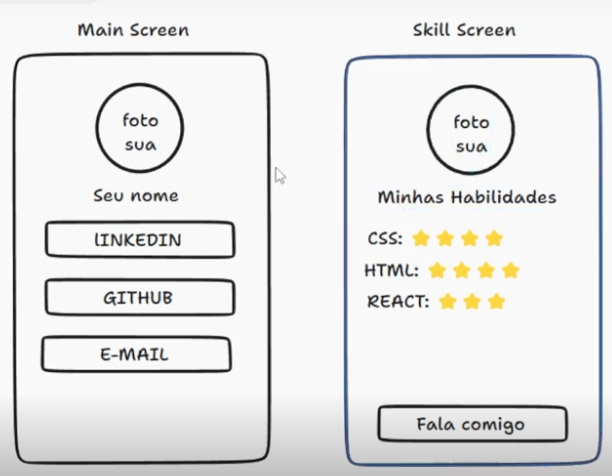 Main Screen
foto
sua
Seu nome
LINKEDIN
GITHUB
E-MAIL
Skill Screen
foto
sua
Minhas Habilidades
CSS:
HTML:
REACT:
Fala comigo